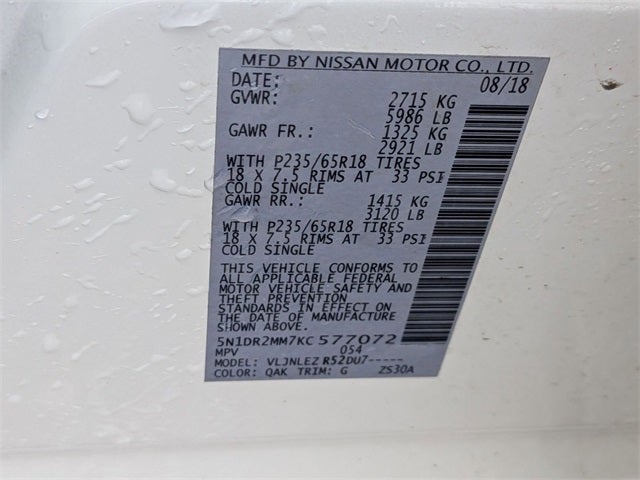 MFD BY NISSAN MOTOR CO., LTD.
DATE: 08/18
GVWR: 2715 KG
5986 LB
GAWR FR.: 1325 KG
2921 LB
WITH P235/65R18 TIRES
18 X 7.5 RIMS AT 33 PSI
COLD SINGLE
GAWR RR.: 1415 KG
3120 LB
WITH P235/65R18 TIRES
18 X 7.5 RIMS AT 33 PSI
COLD SINGLE
THIS VEHICLE CONFORMS TO
ALL APPLICABLE FEDERAL
MOTOR VEHICLE SAFETY AND
THEFT PREVENTION
STANDARDS IN EFFECT ON
THE DATE OF MANUFACTURE
SHOWN ABOVE.
5N1DR2MM7KC577072
MPV 054
MODEL: VLJNLEZ R52DU7-----
COLOR: QAK TRIM: G ZS30A